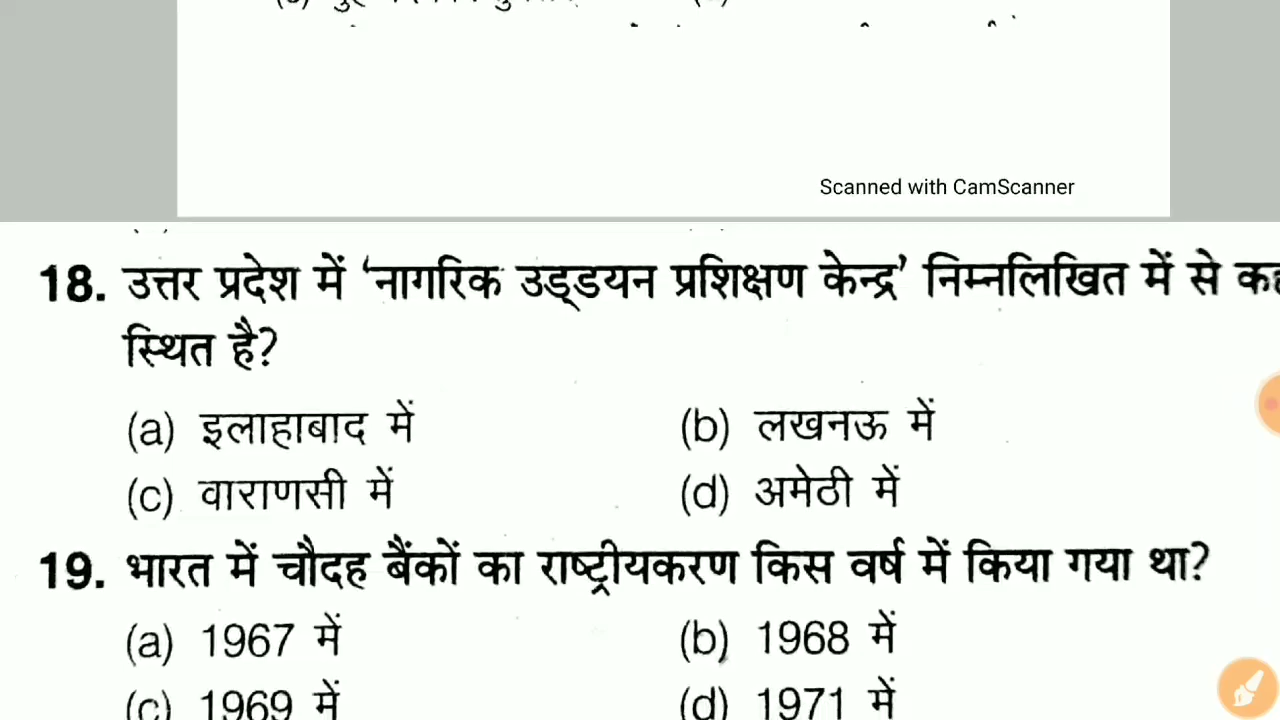 Scanned with CamScanner
18. उत्तर प्रदेश में ‘नागरिक उड्डयन प्रशिक्षण केन्द्र’ निम्नलिखित में से
स्थित है?
(a) इलाहाबाद में (b) लखनऊ में
(c) वाराणसी में (d) अमेठी में
19. भारत में चौदह बैंकों का राष्ट्रीयकरण किस वर्ष में किया गया था?
(a) 1967 में (b) 1968 में
(c) 1969 में (d) 1971 में